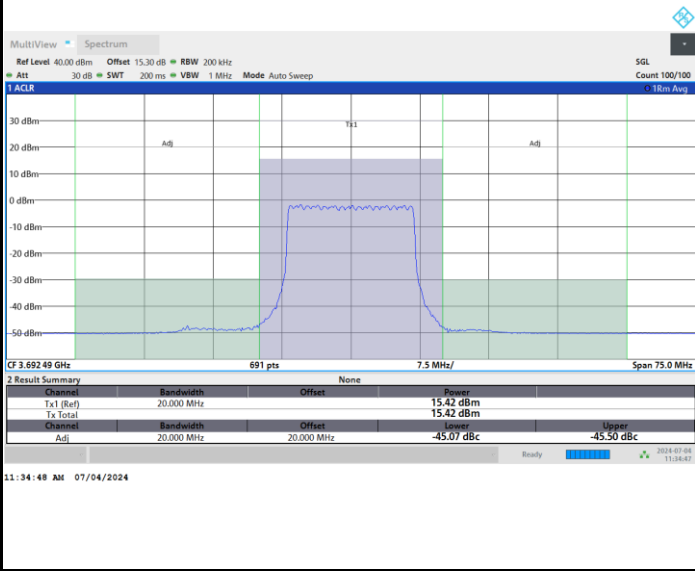 MultiView Spectrum
Ref Level 40.00 dBm Offset 15.30 dB RBW 200 kHz SGL
Att 30 dB SWT 200 ms VBW 1 MHz Mode Auto Sweep Count 100/100
1 ACLR 1Rm Avg
30 dBm
Tx1
20 dBm
Adj Adj
10 dBm
0 dBm
-10 dBm
-20 dBm
-30 dBm
-40 dBm
-50 dBm
CF 3.692 49 GHz 691 pts 7.5 MHz/ Span 75.0 MHz
2 Result Summary None
Channel Bandwidth Offset Power
Tx1 (Ref) 20.000 MHz 15.42 dBm
Tx Total 15.42 dBm
Channel Bandwidth Offset Lower Upper
Adj 20.000 MHz 20.000 MHz -45.07 dBc -45.50 dBc
Ready 2024-07-04
11:34:47
11:34:48 AM 07/04/2024